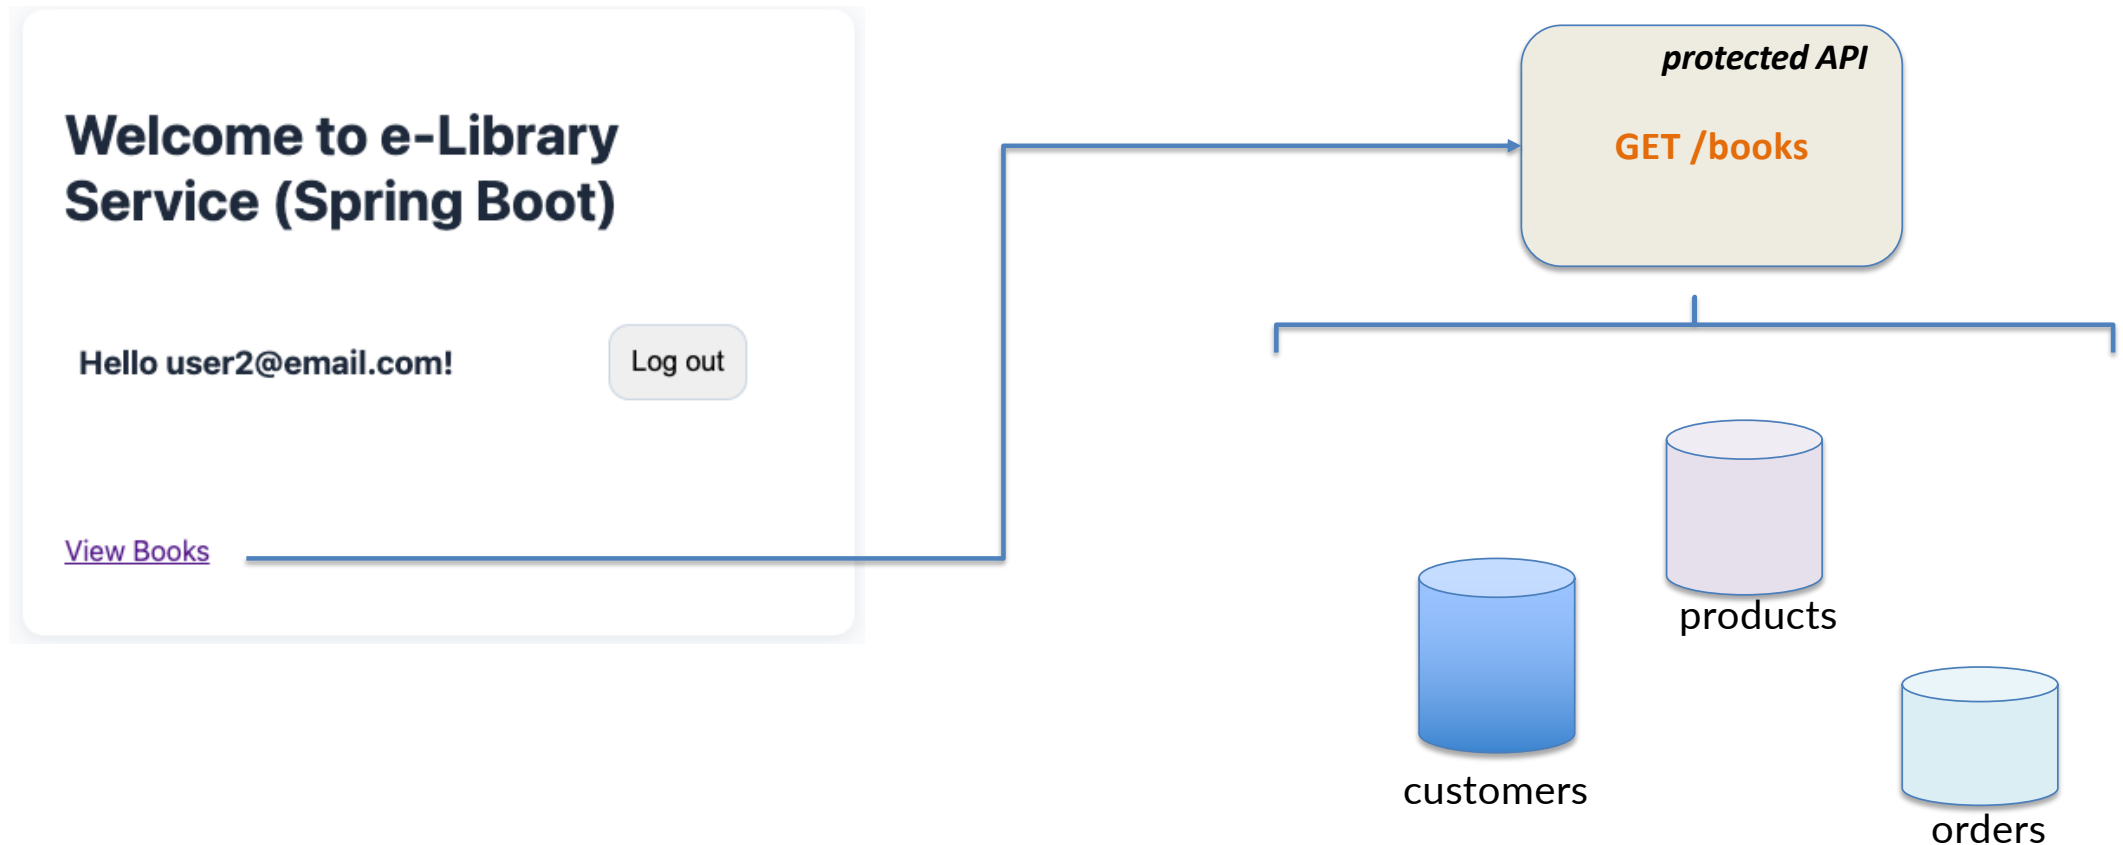 Welcome to e-Library
Service (Spring Boot)
Hello user2@email.com!
Log out
View Books
protected API
GET /books
products
customers
orders